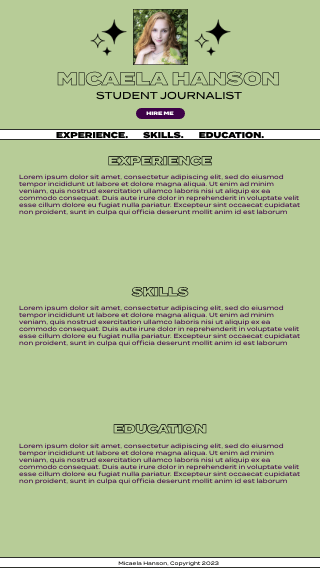 MICAELA HANSON
STUDENT JOURNALIST
HIRE ME
EXPERIENCE. SKILLS. EDUCATION.
EXPERIENCE
Lorem ipsum dolor sit amet, consectetur adipiscing elit, sed do eiusmod
tempor incididunt ut labore et dolore magna aliqua. Ut enim ad minim
veniam, quis nostrud exercitation ullamco laboris nisi ut aliquip ex ea
commodo consequat. Duis aute irure dolor in reprehenderit in voluptate velit
esse cillum dolore eu fugiat nulla pariatur. Excepteur sint occaecat cupidatat
non proident, sunt in culpa qui officia deserunt mollit anim id est laborum
SKILLS
Lorem ipsum dolor sit amet, consectetur adipiscing elit, sed do eiusmod
tempor incididunt ut labore et dolore magna aliqua. Ut enim ad minim
veniam, quis nostrud exercitation ullamco laboris nisi ut aliquip ex ea
commodo consequat. Duis aute irure dolor in reprehenderit in voluptate velit
esse cillum dolore eu fugiat nulla pariatur. Excepteur sint occaecat cupidatat
non proident, sunt in culpa qui officia deserunt mollit anim id est laborum
EDUCATION
Lorem ipsum dolor sit amet, consectetur adipiscing elit, sed do eiusmod
tempor incididunt ut labore et dolore magna aliqua. Ut enim ad minim
veniam, quis nostrud exercitation ullamco laboris nisi ut aliquip ex ea
commodo consequat. Duis aute irure dolor in reprehenderit in voluptate velit
esse cillum dolore eu fugiat nulla pariatur. Excepteur sint occaecat cupidatat
non proident, sunt in culpa qui officia deserunt mollit anim id est laborum
Micaela Hanson, Copyright 2023